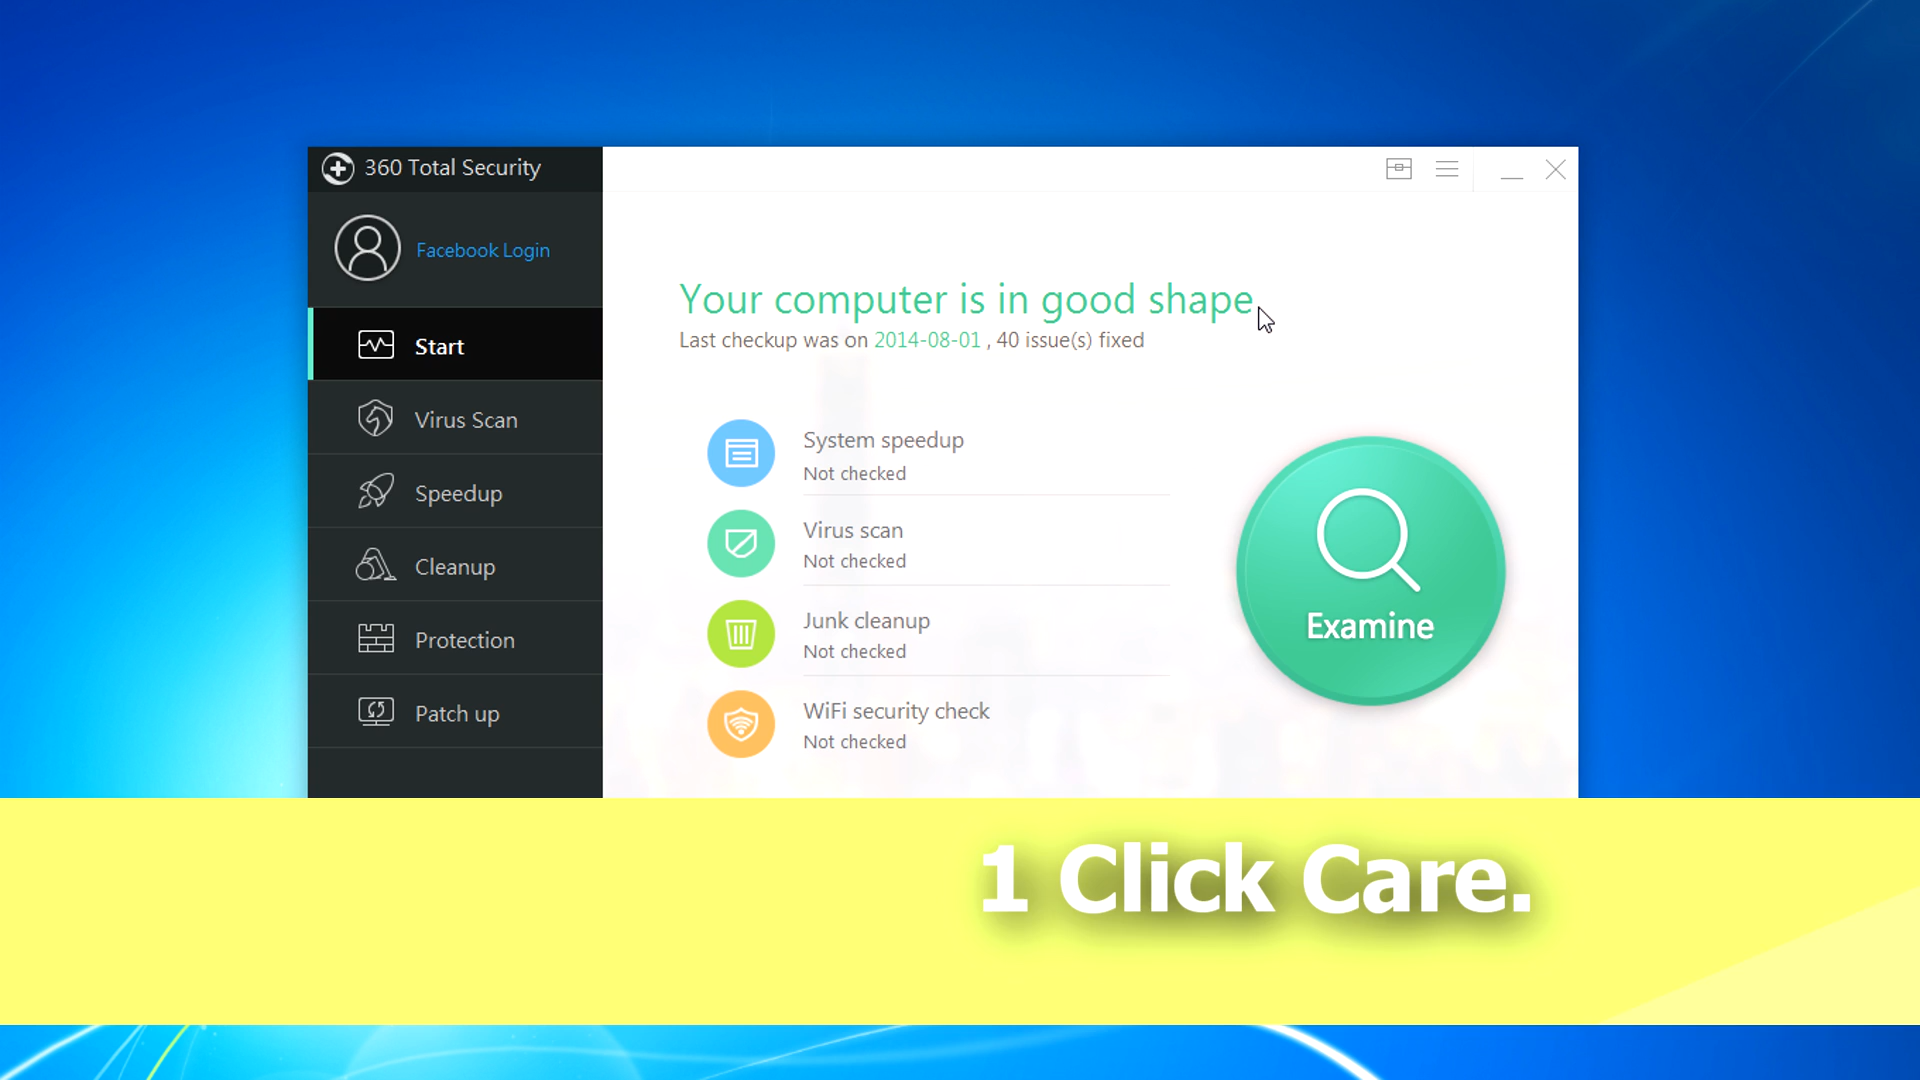 360 Total Security
Facebook Login
Start
Virus Scan
Speedup
Cleanup
Protection
Patch up
Your computer is in good shape
Last checkup was on 2014-08-01 , 40 issue(s) fixed
System speedup
Not checked
Virus scan
Not checked
Junk cleanup
Not checked
WiFi security check
Not checked
Examine
1 Click Care.